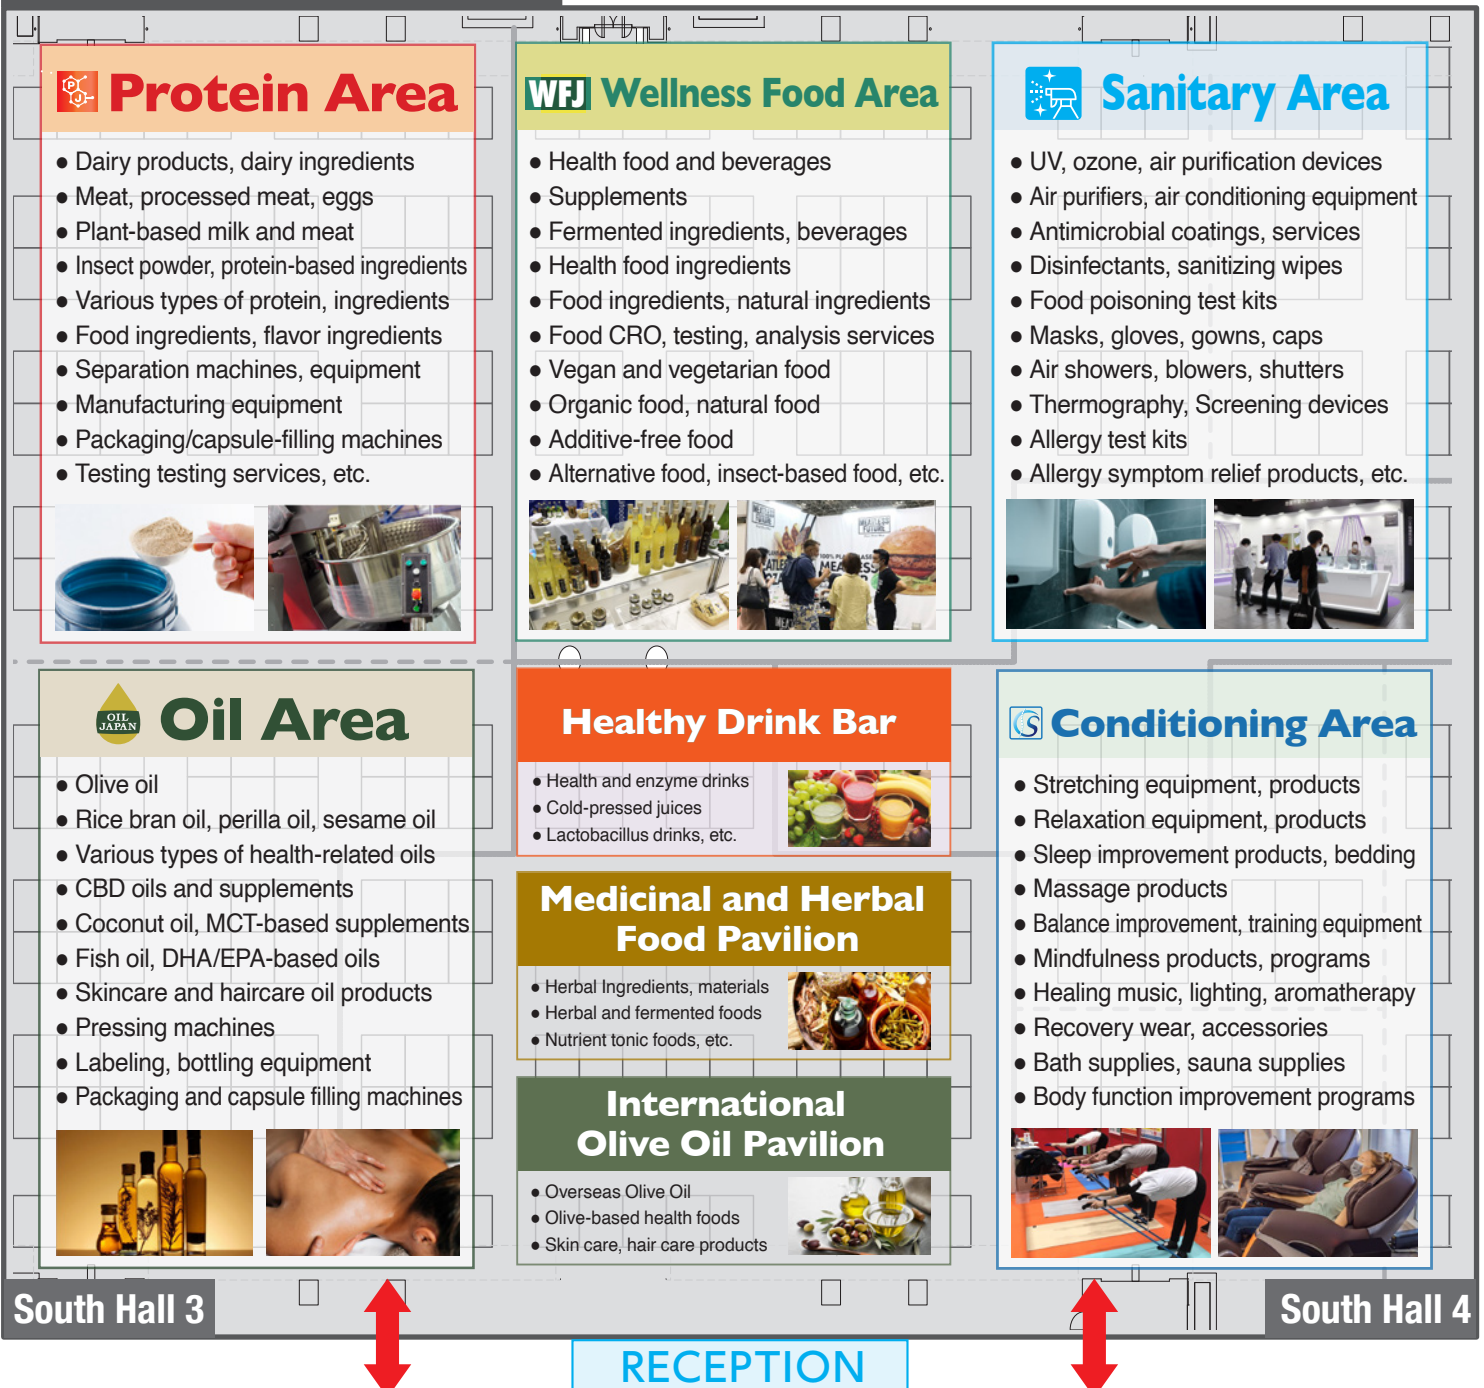 Protein Area
● Dairy products, dairy ingredients
● Meat, processed meat, eggs
● Plant-based milk and meat
● Insect powder, protein-based ingredients
● Various types of protein, ingredients
● Food ingredients, flavor ingredients
● Separation machines, equipment
● Manufacturing equipment
● Packaging/capsule-filling machines
● Testing testing services, etc.
WFJ Wellness Food Area
● Health food and beverages
● Supplements
● Fermented ingredients, beverages
● Health food ingredients
● Food ingredients, natural ingredients
● Food CRO, testing, analysis services
● Vegan and vegetarian food
● Organic food, natural food
● Additive-free food
● Alternative food, insect-based food, etc.
Sanitary Area
● UV, ozone, air purification devices
● Air purifiers, air conditioning equipment
● Antimicrobial coatings, services
● Disinfectants, sanitizing wipes
● Food poisoning test kits
● Masks, gloves, gowns, caps
● Air showers, blowers, shutters
● Thermography, Screening devices
● Allergy test kits
● Allergy symptom relief products, etc.
OIL
JAPAN
Oil Area
● Olive oil
● Rice bran oil, perilla oil, sesame oil
● Various types of health-related oils
● CBD oils and supplements
● Coconut oil, MCT-based supplements
● Fish oil, DHA/EPA-based oils
● Skincare and haircare oil products
● Pressing machines
● Labeling, bottling equipment
● Packaging and capsule filling machines
Healthy Drink Bar
● Health and enzyme drinks
● Cold-pressed juices
● Lactobacillus drinks, etc.
Medicinal and Herbal
Food Pavilion
● Herbal Ingredients, materials
● Herbal and fermented foods
● Nutrient tonic foods, etc.
International
Olive Oil Pavilion
● Overseas Olive Oil
● Olive-based health foods
● Skin care, hair care products
Conditioning Area
● Stretching equipment, products
● Relaxation equipment, products
● Sleep improvement products, bedding
● Massage products
● Balance improvement, training equipment
● Mindfulness products, programs
● Healing music, lighting, aromatherapy
● Recovery wear, accessories
● Bath supplies, sauna supplies
● Body function improvement programs
South Hall 3
South Hall 4
RECEPTION